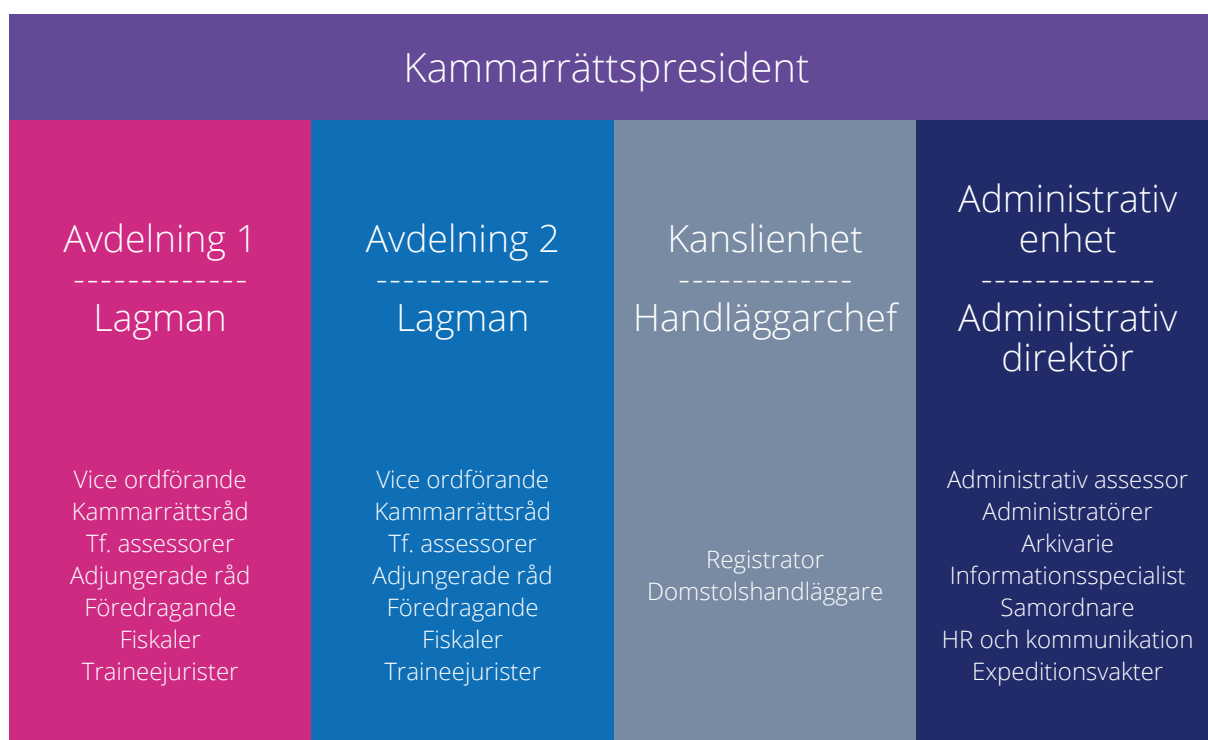 Kammarrättspresident
Avdelning 1
-------------
Lagman
Vice ordförande
Kammarrättsråd
Tf. assessorer
Adjungerade råd
Föredragande
Fiskaler
Traineejurister
Avdelning 2
-------------
Lagman
Vice ordförande
Kammarrättsråd
Tf. assessorer
Adjungerade råd
Föredragande
Fiskaler
Traineejurister
Kanslienhet
-------------
Handläggarchef
Registrator
Domstolshandläggare
Administrativ
enhet
-------------
Administrativ
direktör
Administrativ assessor
Administratörer
Arkivarie
Informationsspecialist
Samordnare
HR och kommunikation
Expeditionsvakter